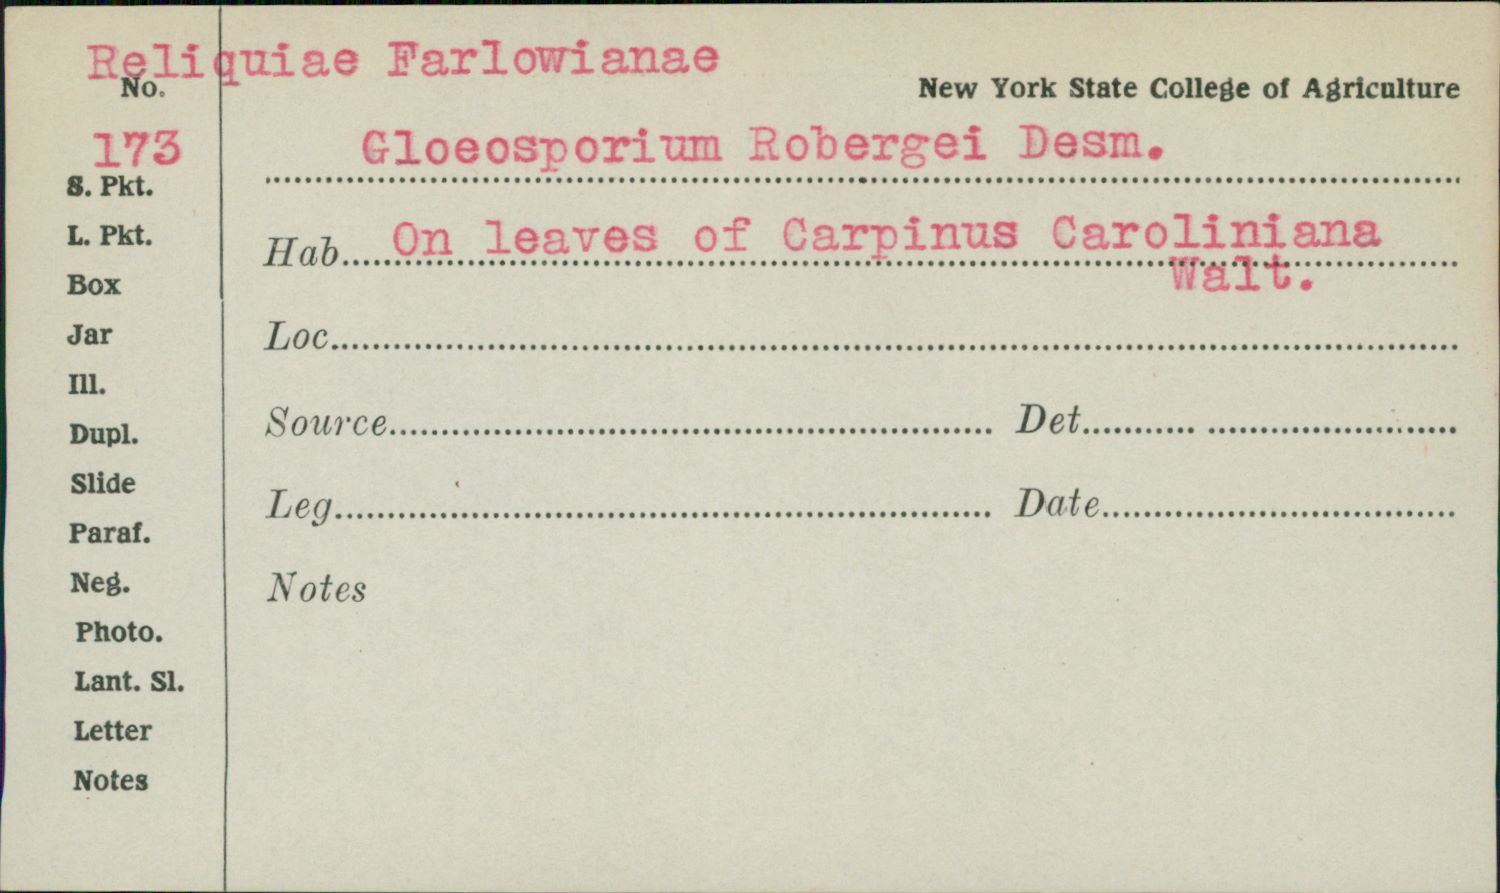 Reliquiae Farlowianae
No.
New York State College of Agriculture
173
Gloeosporium Robergei Desm.
S. Pkt.
L. Pkt.
Hab. On leaves of Carpinus Caroliniana
Walt.
Box
Jar
Loc.
Ill.
Dupl.
Source Det.
Slide
Leg. Date
Paraf.
Neg.
Notes
Photo.
Lant. Sl.
Letter
Notes